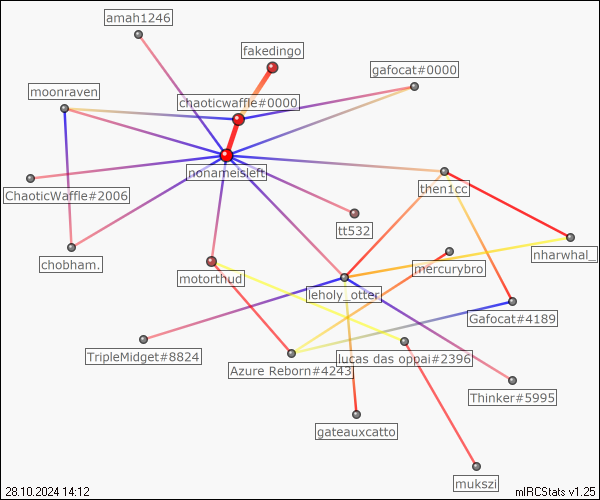 amah1246
fakedingo
gafocat#0000
moonraven
chaoticwaffle#0000
nonameisleft
then1cc
ChaoticWaffle#2006
tt532
chobham.
nharwhal_
mercurybro
motorthud
leholy_otter
Gafocat#4189
TripleMidget#8824
lucas das oppai#2396
Azure Reborn#4243
Thinker#5995
gateauxcatto
mukszi
28.10.2024 14:12
mIRCStats v1.25